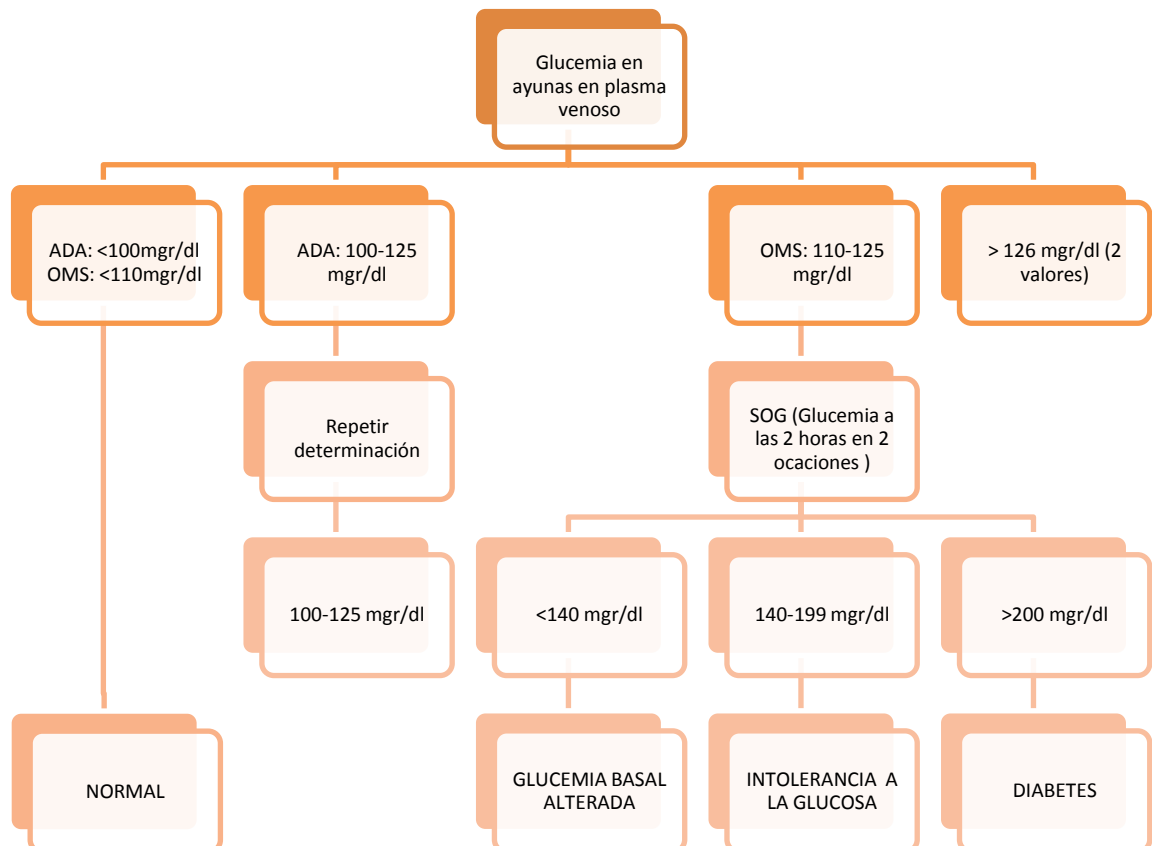 Glucemia en
ayunas en plasma
venoso
ADA: <100mgr/dl
OMS: <110mgr/dl
ADA: 100-125
mgr/dl
OMS: 110-125
mgr/dl
> 126 mgr/dl (2
valores)
Repetir
determinación
SOG (Glucemia a
las 2 horas en 2
ocaciones )
100-125 mgr/dl
<140 mgr/dl
140-199 mgr/dl
>200 mgr/dl
NORMAL
GLUCEMIA BASAL
ALTERADA
INTOLERANCIA A
LA GLUCOSA
DIABETES